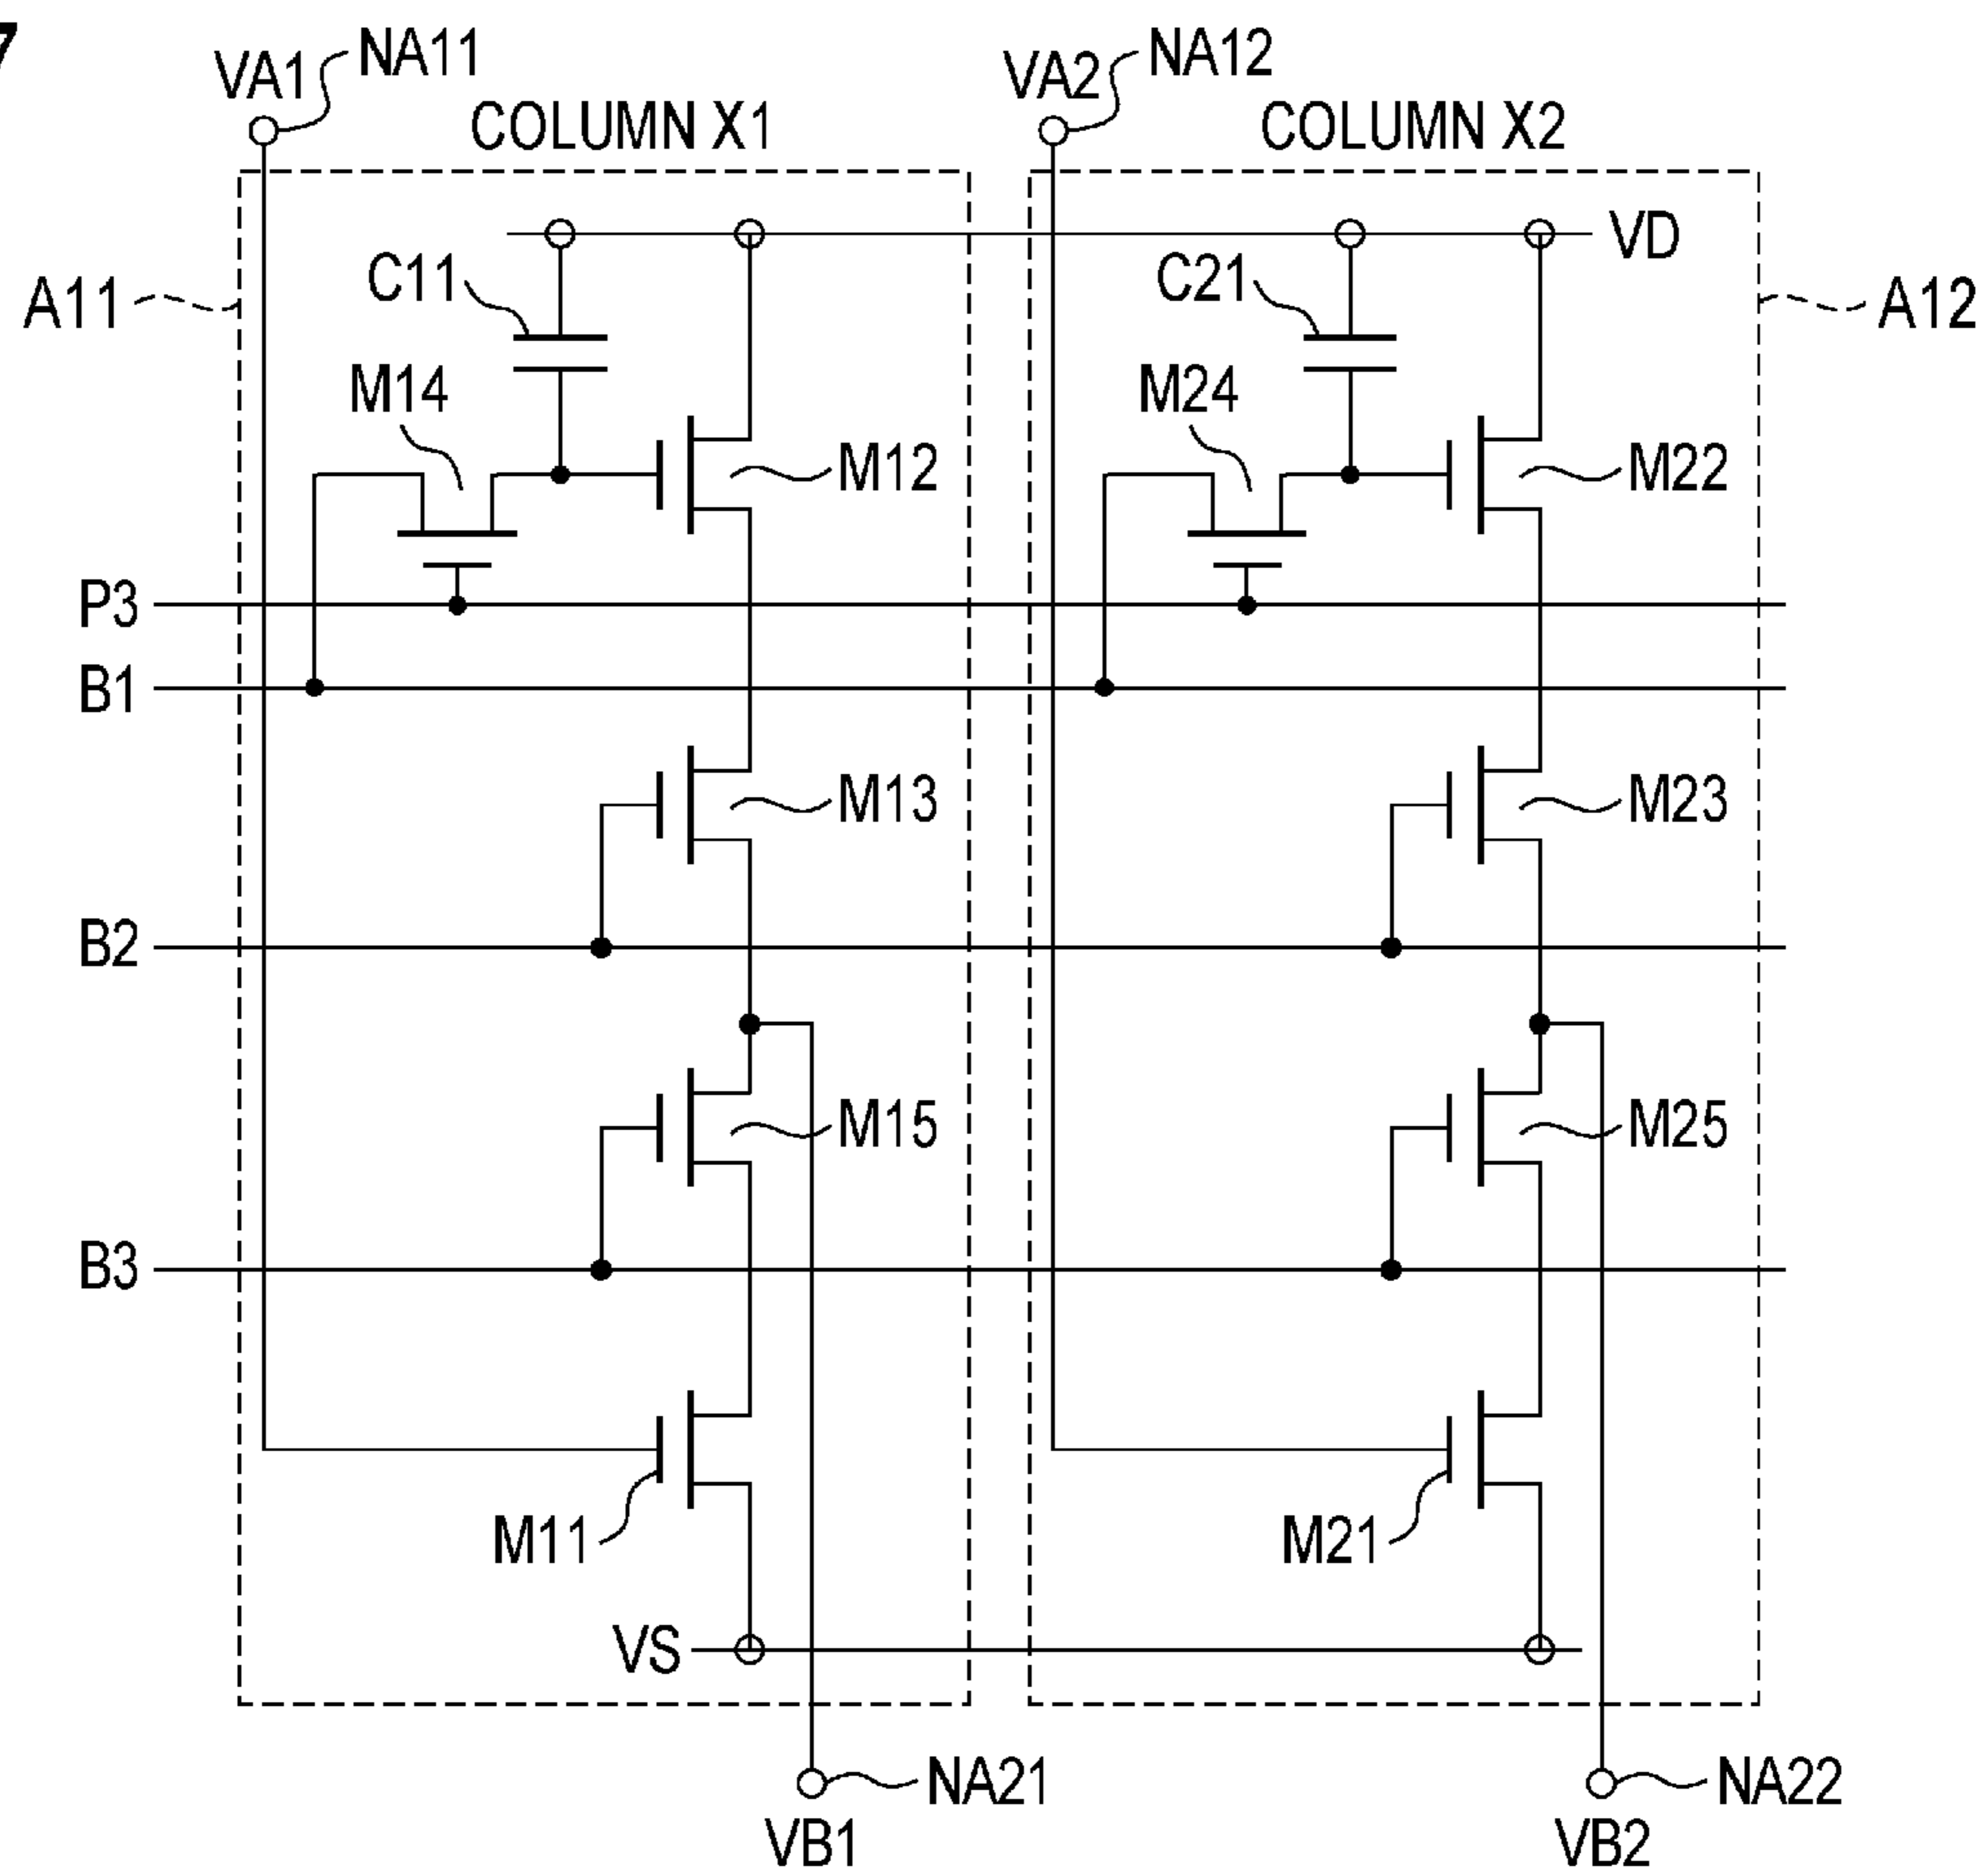 7
VA1 NA11 VA2 NA12
COLUMN X1 COLUMN X2
VD
C11 C21
A11 A12
M14 M24
M12 M22
P3
B1
M13 M23
B2
M15 M25
B3
M11 M21
VS
NA21 NA22
VB1 VB2